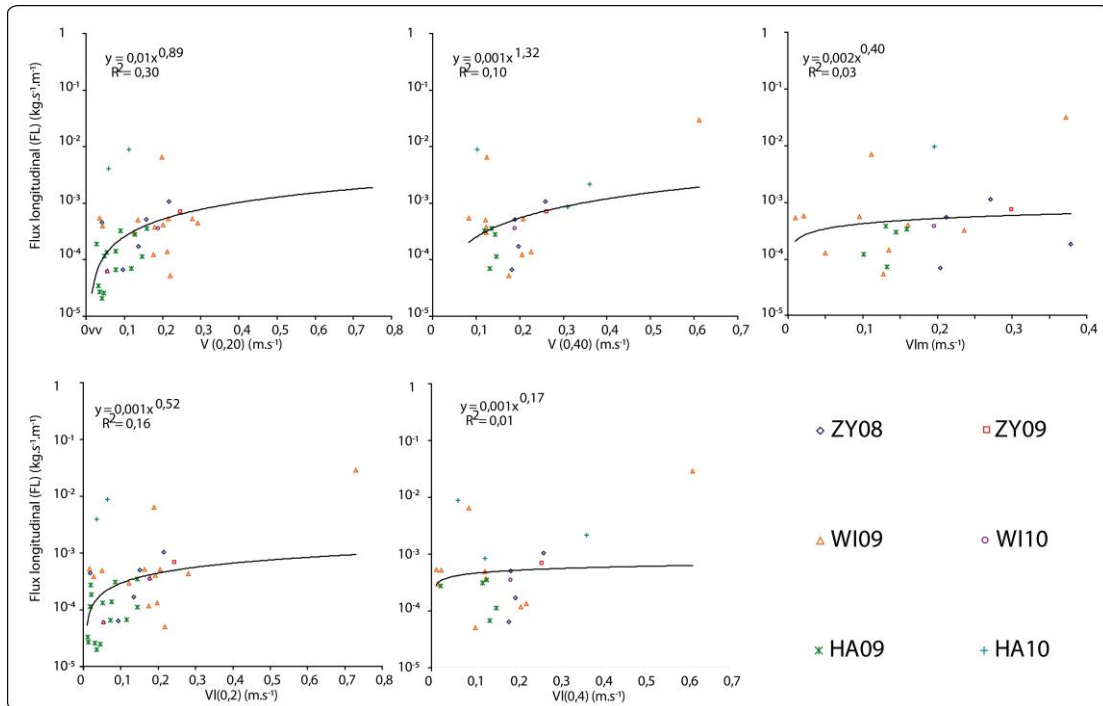 y = 0,01x^0,89
R²= 0,30
Flux longitudinal (FL) (kg.s⁻¹.m⁻¹)
1
10⁻¹
10⁻²
10⁻³
10⁻⁴
10⁻⁵
0vv 0,1 0,2 0,3 0,4 0,5 0,6 0,7 0,8
V (0,20) (m.s⁻¹)
y = 0,001x^1,32
R²= 0,10
1
10⁻¹
10⁻²
10⁻³
10⁻⁴
10⁻⁵
0 0,1 0,2 0,3 0,4 0,5 0,6 0,7
V (0,40) (m.s⁻¹)
y = 0,002x^0,40
R²= 0,03
1
10⁻¹
10⁻²
10⁻³
10⁻⁴
10⁻⁵
0 0,1 0,2 0,3 0,4
Vlm (m.s⁻¹)
y = 0,001x^0,52
R²= 0,16
Flux longitudinal (FL) (kg.s⁻¹.m⁻¹)
1
10⁻¹
10⁻²
10⁻³
10⁻⁴
10⁻⁵
0 0,1 0,2 0,3 0,4 0,5 0,6 0,7 0,8
Vl(0,2) (m.s⁻¹)
y = 0,001x^0,17
R²= 0,01
1
10⁻¹
10⁻²
10⁻³
10⁻⁴
10⁻⁵
0 0,1 0,2 0,3 0,4 0,5 0,6 0,7
Vl(0,4) (m.s⁻¹)
ZY08 ZY09
WI09 WI10
HA09 HA10